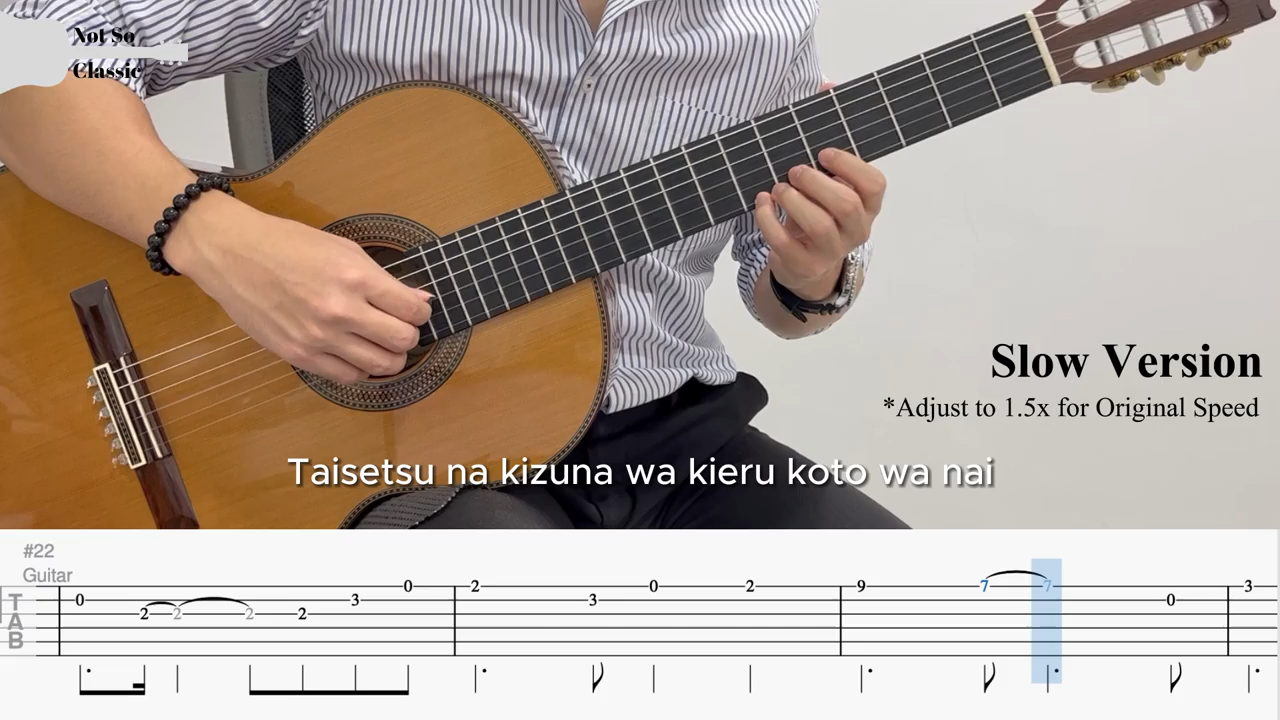 Not So
Classic
Slow Version
*Adjust to 1.5x for Original Speed
Taisetsu na kizuna wa kieru koto wa nai
#22
Guitar
TAB
0 2 2 2 2 3 0 2 3 0 2 9 7 7 0 3